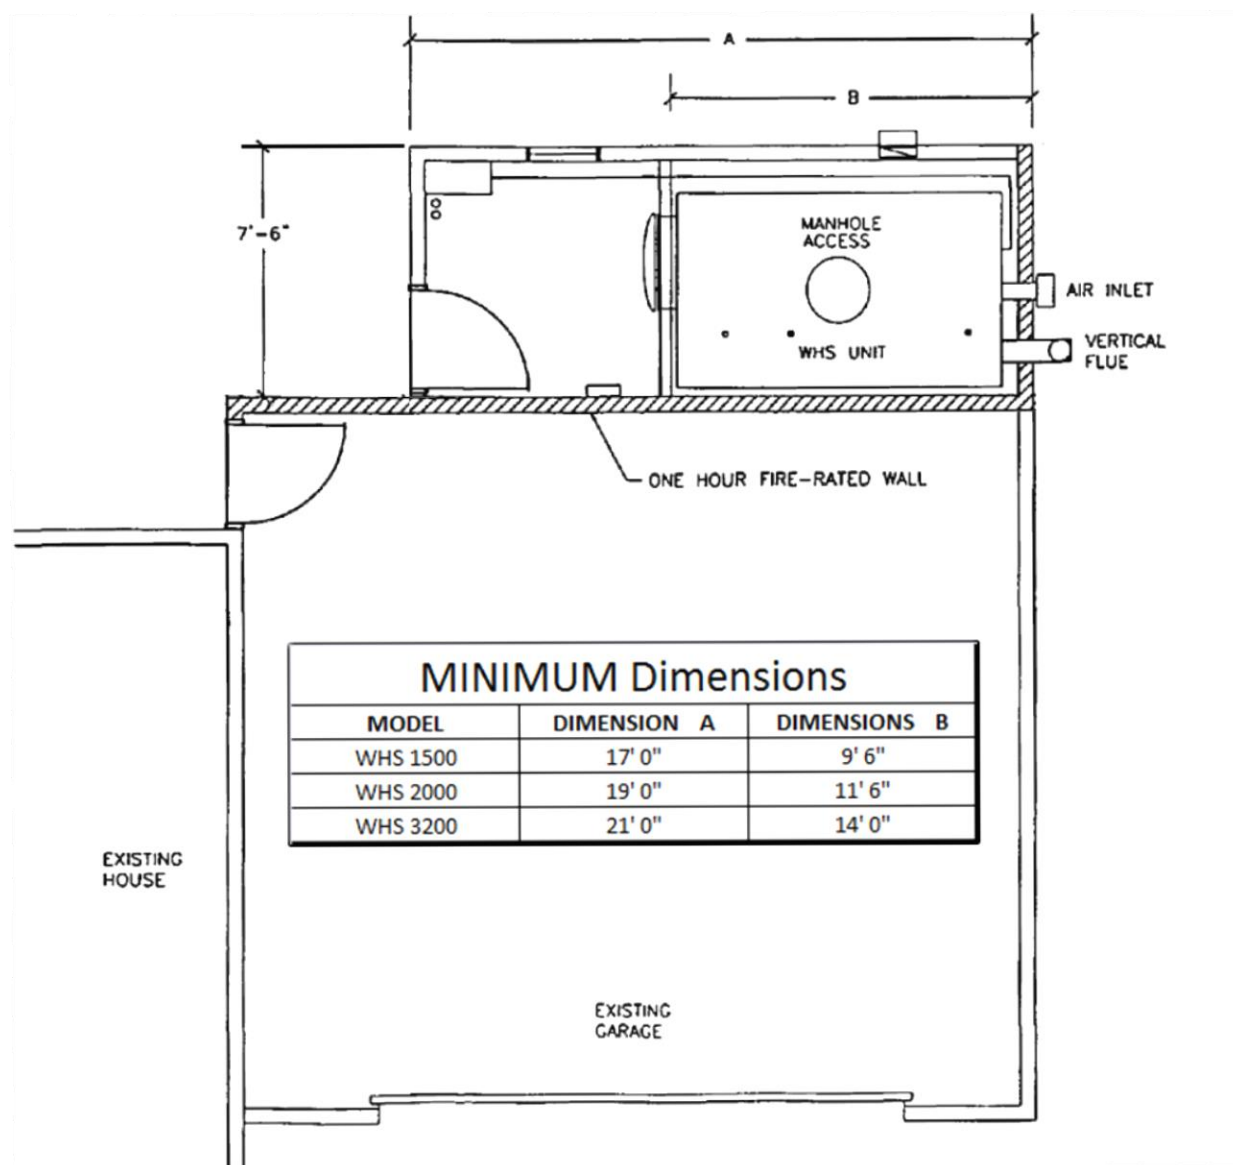 A
B
7'-6"
MANHOLE
ACCESS
AIR INLET
WHS UNIT
VERTICAL
FLUE
ONE HOUR FIRE-RATED WALL
MINIMUM Dimensions
MODEL DIMENSION A DIMENSIONS B
WHS 1500 17' 0" 9' 6"
WHS 2000 19' 0" 11' 6"
WHS 3200 21' 0" 14' 0"
EXISTING
HOUSE
EXISTING
GARAGE